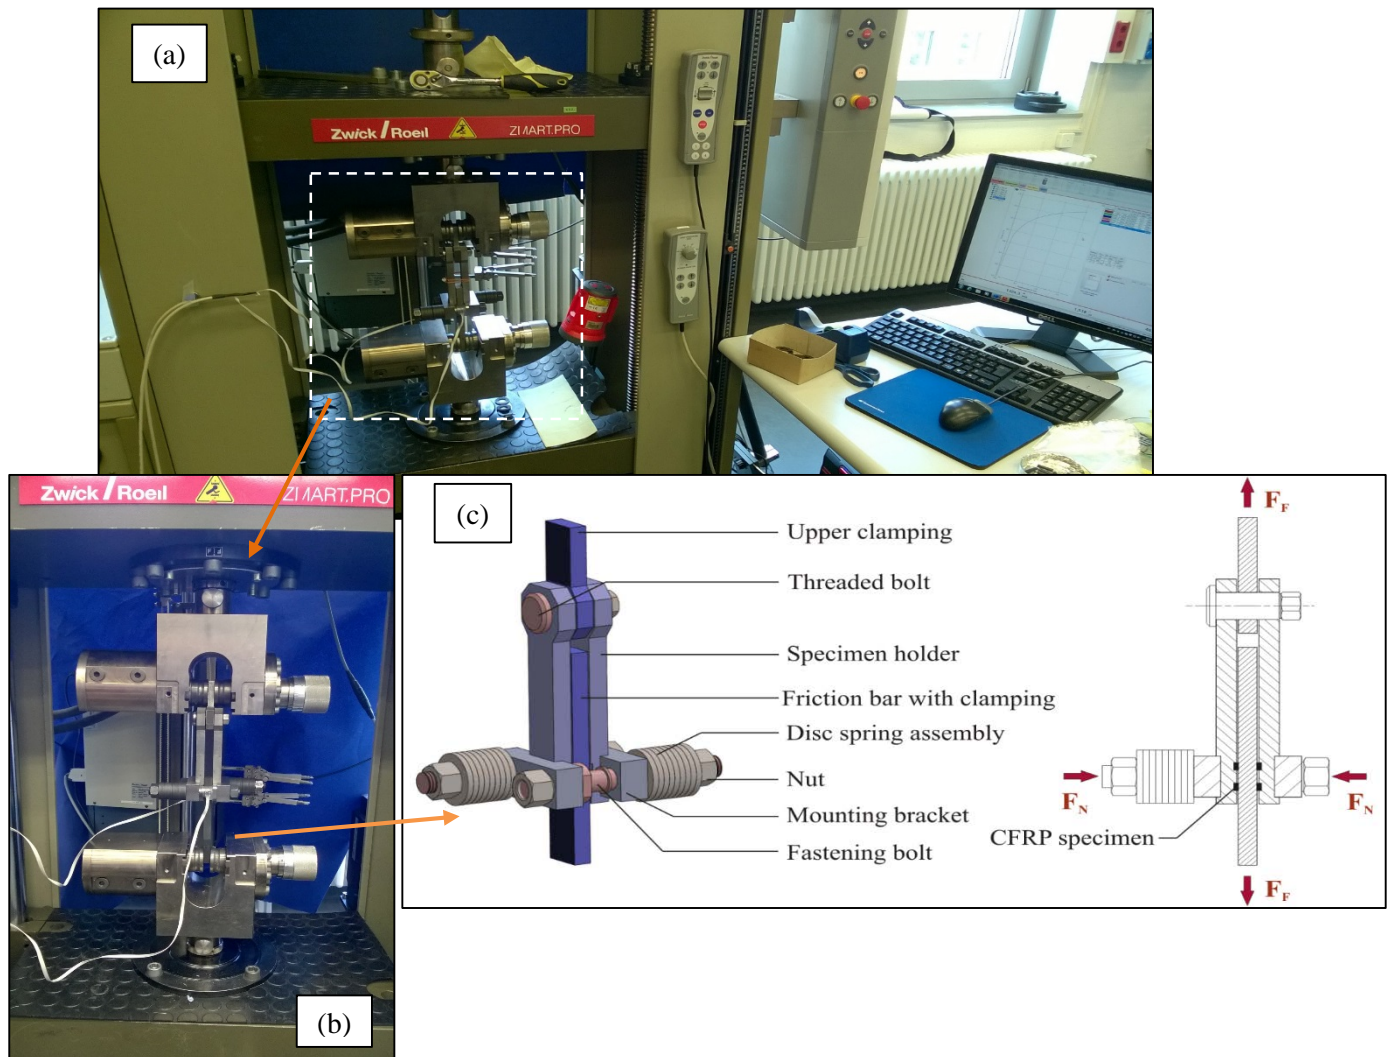 (a)
Zwick / Roell
ZMART.PRO
Zwick / Roell
ZMART.PRO
(b)
(c)
Upper clamping
Threaded bolt
Specimen holder
Friction bar with clamping
Disc spring assembly
Nut
Mounting bracket
Fastening bolt
F_F
F_N
F_N
CFRP specimen
F_F